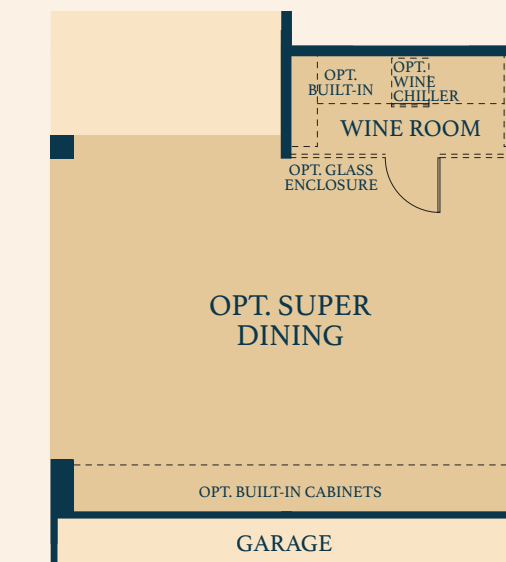 OPT.
BUILT-IN
OPT.
WINE
CHILLER
WINE ROOM
OPT. GLASS
ENCLOSURE
OPT. SUPER
DINING
OPT. BUILT-IN CABINETS
GARAGE